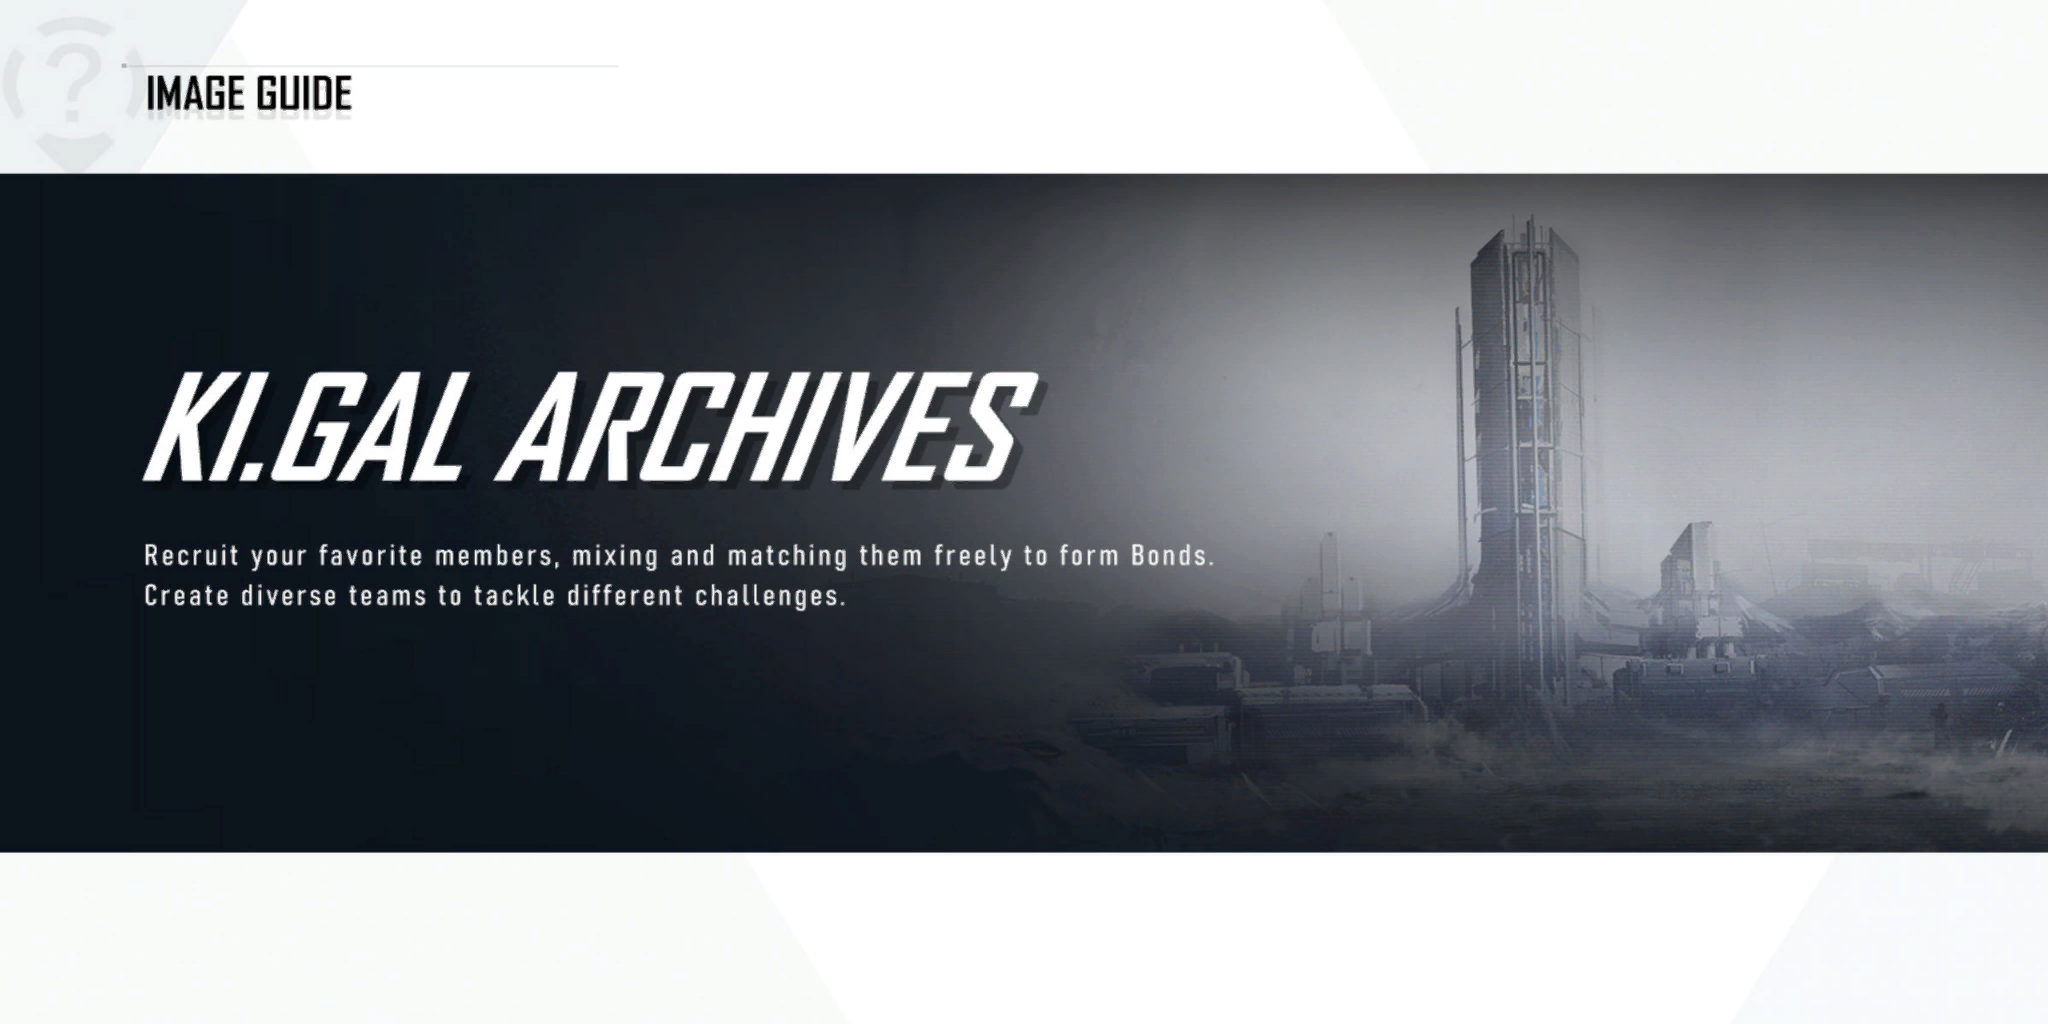 IMAGE GUIDE
KI.GAL ARCHIVES
Recruit your favorite members, mixing and matching them freely to form Bonds.
Create diverse teams to tackle different challenges.